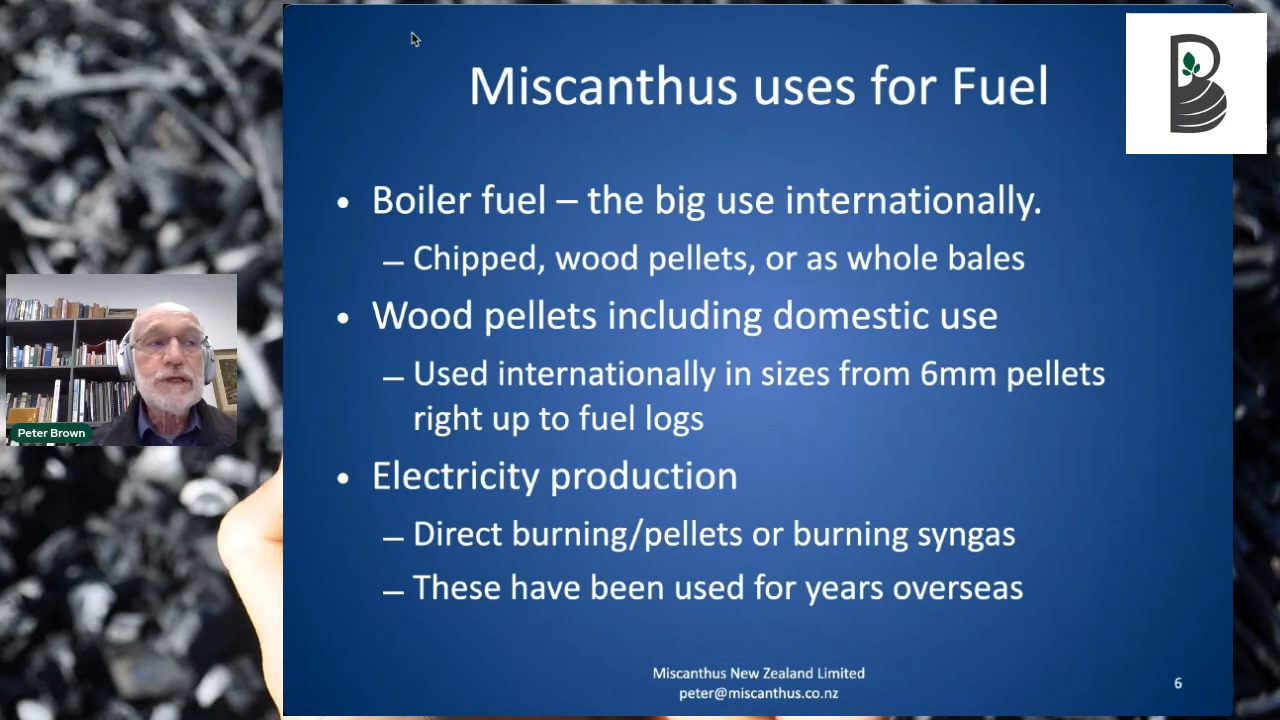 Miscanthus uses for Fuel
• Boiler fuel – the big use internationally.
– Chipped, wood pellets, or as whole bales
• Wood pellets including domestic use
– Used internationally in sizes from 6mm pellets
right up to fuel logs
• Electricity production
– Direct burning/pellets or burning syngas
– These have been used for years overseas
Miscanthus New Zealand Limited
peter@miscanthus.co.nz
6
Peter Brown
B